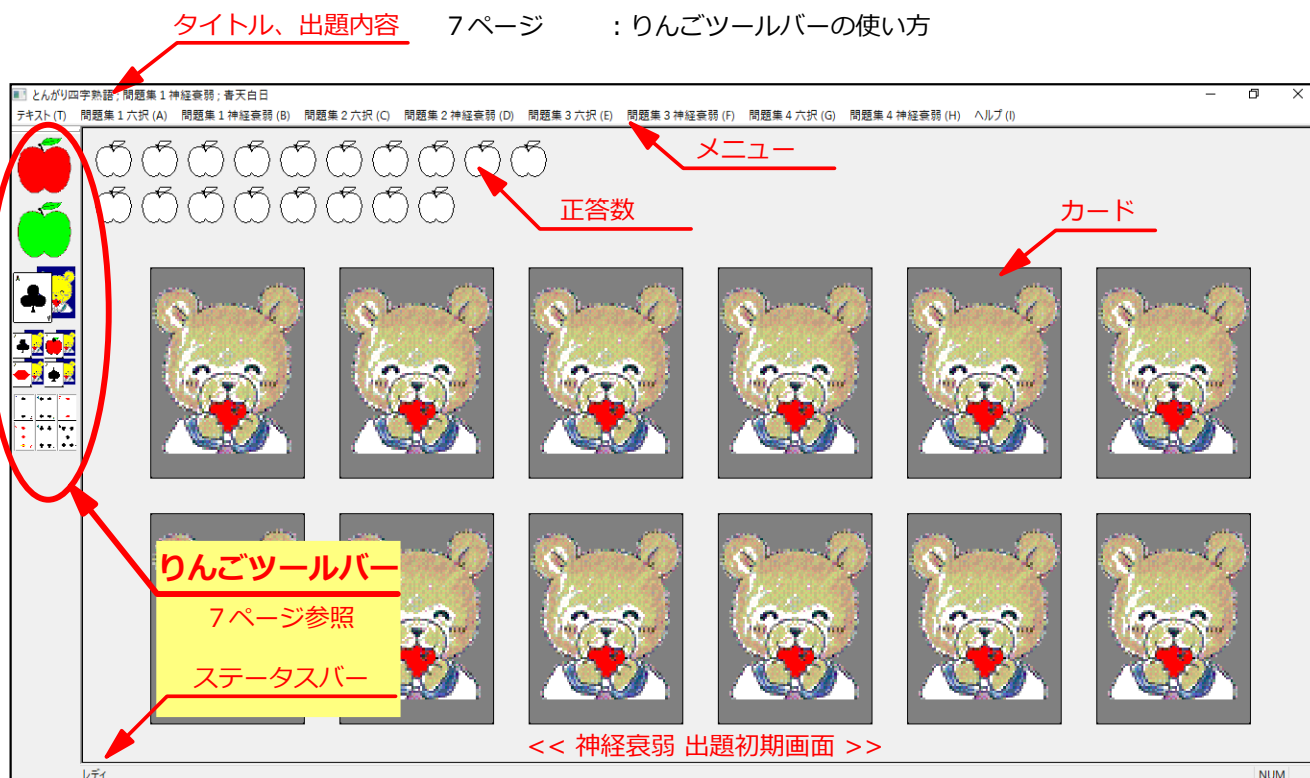 タイトル、出題内容 7ページ :りんごツールバーの使い方
とんがり四字熟語 ; 問題集1神経衰弱 ; 青天白日
テキスト(T) 問題集1六択(A) 問題集1神経衰弱(B) 問題集2六択(C) 問題集2神経衰弱(D) 問題集3六択(E) 問題集3神経衰弱(F) 問題集4六択(G) 問題集4神経衰弱(H) ヘルプ(I)
メニュー
正答数
カード
りんごツールバー
7ページ参照
ステータスバー
<< 神経衰弱 出題初期画面 >>
レディ
NUM